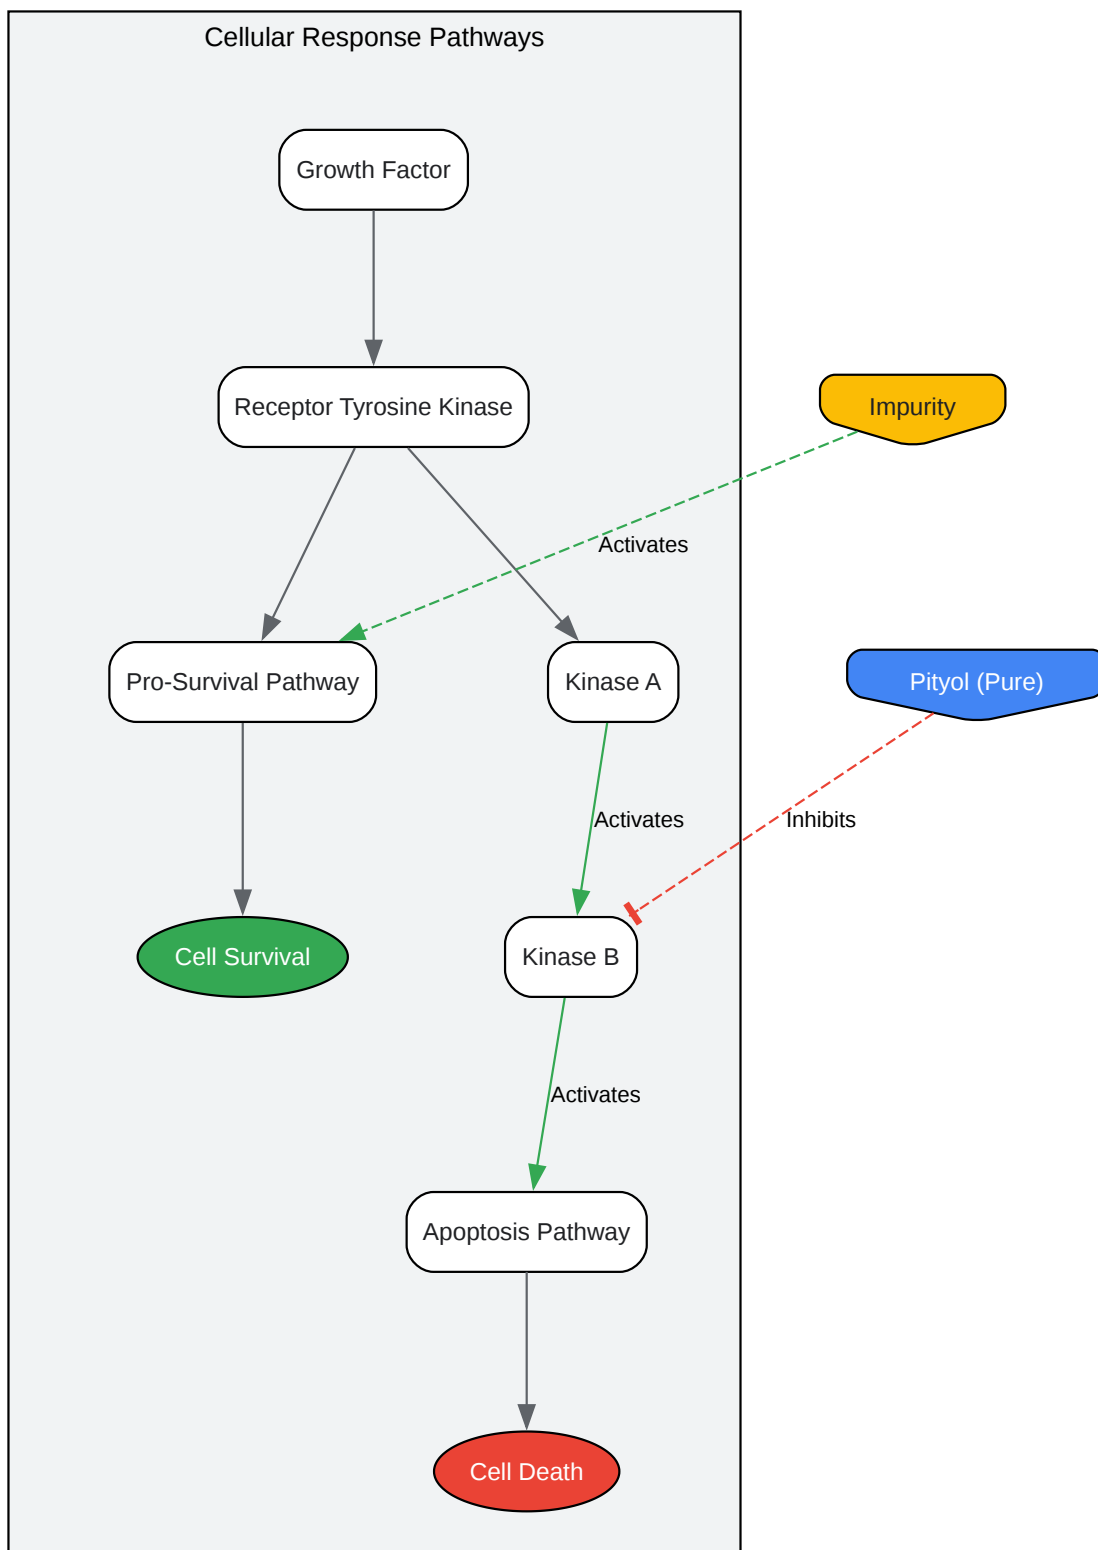 Cellular Response Pathways
Growth Factor
Receptor Tyrosine Kinase
Impurity
Activates
Pro-Survival Pathway
Kinase A
Pityol (Pure)
Activates
Inhibits
Cell Survival
Kinase B
Activates
Apoptosis Pathway
Cell Death